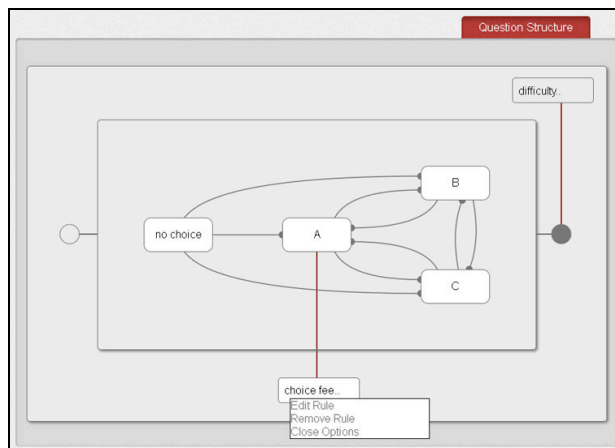 Question Structure
difficulty..
B
no choice
A
C
choice fee..
Edit Rule
Remove Rule
Close Options